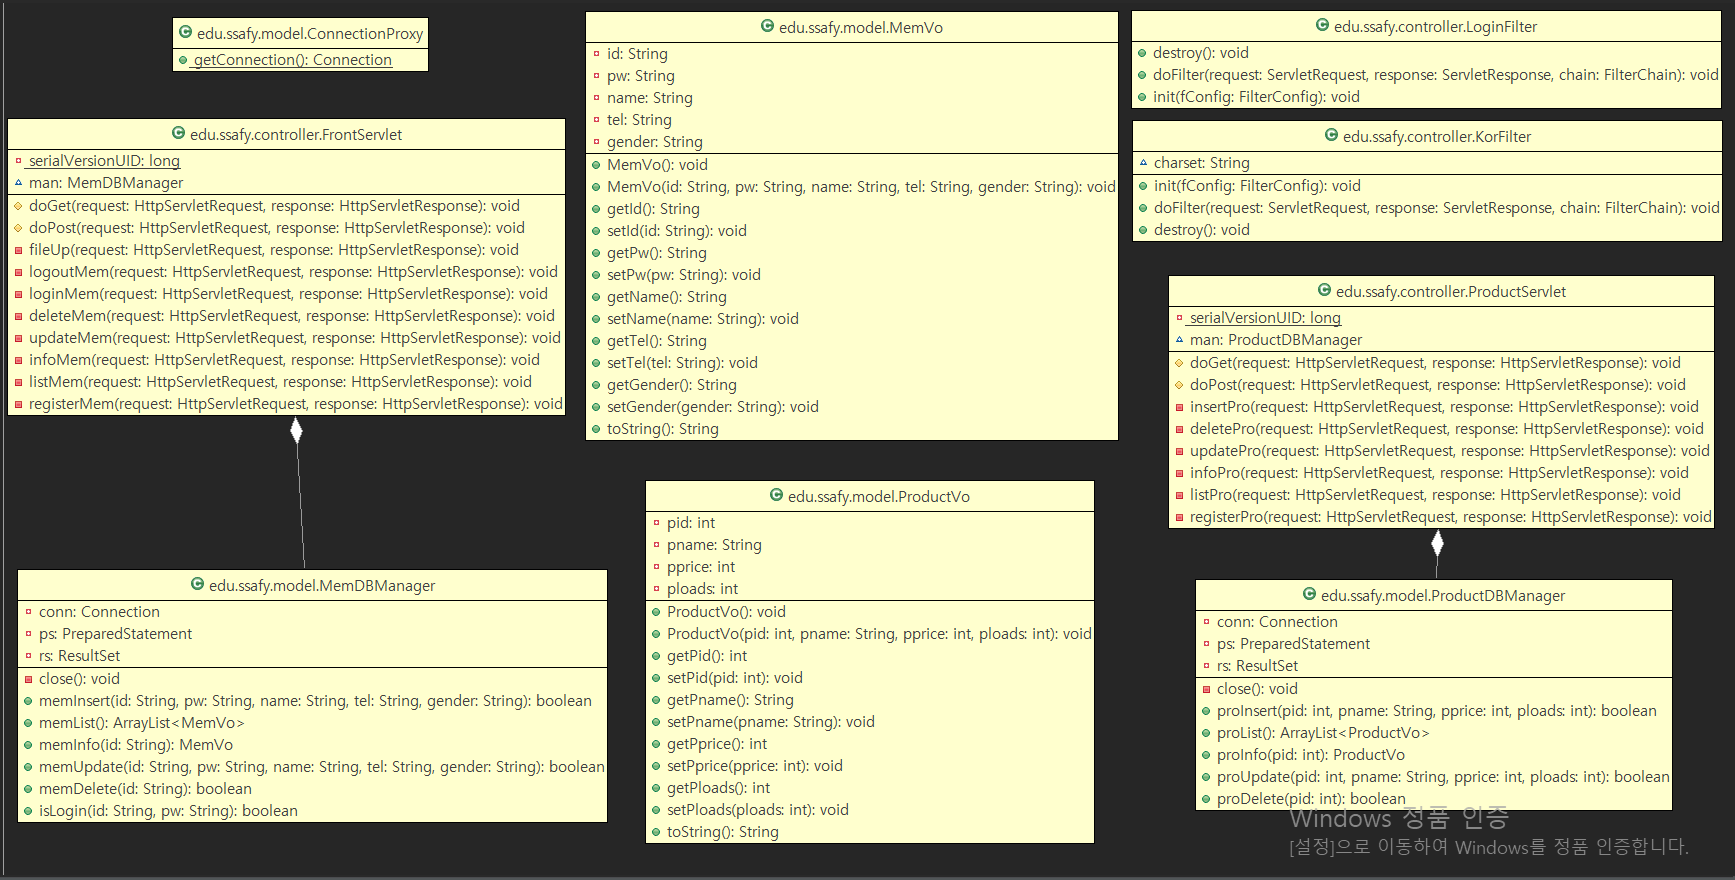 edu.ssafy.model.ConnectionProxy
getConnection(): Connection
edu.ssafy.controller.FrontServlet
serialVersionUID: long
man: MemDBManager
doGet(request: HttpServletRequest, response: HttpServletResponse): void
doPost(request: HttpServletRequest, response: HttpServletResponse): void
fileUp(request: HttpServletRequest, response: HttpServletResponse): void
logoutMem(request: HttpServletRequest, response: HttpServletResponse): void
loginMem(request: HttpServletRequest, response: HttpServletResponse): void
deleteMem(request: HttpServletRequest, response: HttpServletResponse): void
updateMem(request: HttpServletRequest, response: HttpServletResponse): void
infoMem(request: HttpServletRequest, response: HttpServletResponse): void
listMem(request: HttpServletRequest, response: HttpServletResponse): void
registerMem(request: HttpServletRequest, response: HttpServletResponse): void
edu.ssafy.model.MemDBManager
conn: Connection
ps: PreparedStatement
rs: ResultSet
close(): void
memInsert(id: String, pw: String, name: String, tel: String, gender: String): boolean
memList(): ArrayList<MemVo>
memInfo(id: String): MemVo
memUpdate(id: String, pw: String, name: String, tel: String, gender: String): boolean
memDelete(id: String): boolean
isLogin(id: String, pw: String): boolean
edu.ssafy.model.MemVo
id: String
pw: String
name: String
tel: String
gender: String
MemVo(): void
MemVo(id: String, pw: String, name: String, tel: String, gender: String): void
getId(): String
setId(id: String): void
getPw(): String
setPw(pw: String): void
getName(): String
setName(name: String): void
getTel(): String
setTel(tel: String): void
getGender(): String
setGender(gender: String): void
toString(): String
edu.ssafy.model.ProductVo
pid: int
pname: String
pprice: int
ploads: int
ProductVo(): void
ProductVo(pid: int, pname: String, pprice: int, ploads: int): void
getPid(): int
setPid(pid: int): void
getPname(): String
setPname(pname: String): void
getPprice(): int
setPprice(pprice: int): void
getPloads(): int
setPloads(ploads: int): void
toString(): String
edu.ssafy.controller.LoginFilter
destroy(): void
doFilter(request: ServletRequest, response: ServletResponse, chain: FilterChain): void
init(fConfig: FilterConfig): void
edu.ssafy.controller.KorFilter
charset: String
init(fConfig: FilterConfig): void
doFilter(request: ServletRequest, response: ServletResponse, chain: FilterChain): void
destroy(): void
edu.ssafy.controller.ProductServlet
serialVersionUID: long
man: ProductDBManager
doGet(request: HttpServletRequest, response: HttpServletResponse): void
doPost(request: HttpServletRequest, response: HttpServletResponse): void
insertPro(request: HttpServletRequest, response: HttpServletResponse): void
deletePro(request: HttpServletRequest, response: HttpServletResponse): void
updatePro(request: HttpServletRequest, response: HttpServletResponse): void
infoPro(request: HttpServletRequest, response: HttpServletResponse): void
listPro(request: HttpServletRequest, response: HttpServletResponse): void
registerPro(request: HttpServletRequest, response: HttpServletResponse): void
edu.ssafy.model.ProductDBManager
conn: Connection
ps: PreparedStatement
rs: ResultSet
close(): void
proInsert(pid: int, pname: String, pprice: int, ploads: int): boolean
proList(): ArrayList<ProductVo>
proInfo(pid: int): ProductVo
proUpdate(pid: int, pname: String, pprice: int, ploads: int): boolean
proDelete(pid: int): boolean
Windows 정품 인증
[설정]으로 이동하여 Windows를 정품 인증합니다.